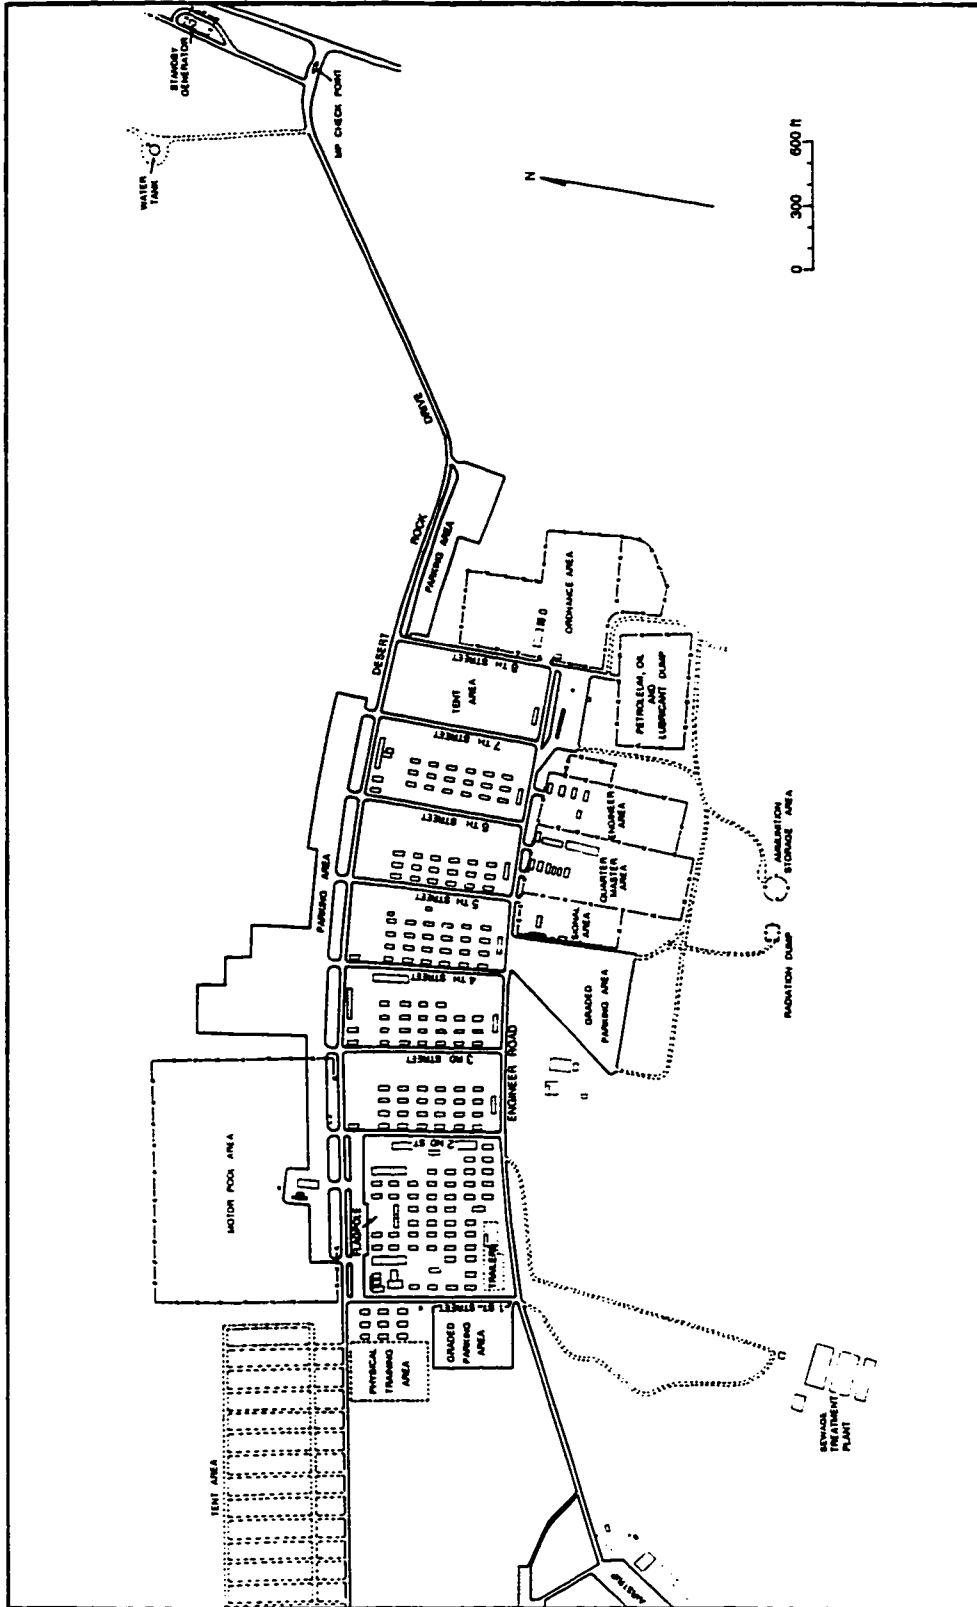 STANDBY
GENERATOR
MP CHECK POINT
WATER
TANK
N
0 300 600 ft
DESERT ROCK DRIVE
PARKING AREA
ORDNANCE AREA
8 TH STREET
TENT
AREA
PETROLEUM, OIL
AND
LUBRICANT DUMP
7 TH STREET
6 TH STREET
ENGINEER
AREA
QUARTER
MASTER
AREA
SIGNAL
AREA
AMMUNITION
STORAGE AREA
RADIATION DUMP
PARKING AREA
5 TH STREET
4 TH STREET
GRADED
PARKING AREA
3 RD STREET
ENGINEER ROAD
MOTOR POOL AREA
2 ND ST
FLAGPOLE
TRAILERS
1 ST STREET
GRADED
PARKING
AREA
PHYSICAL
TRAINING
AREA
TENT AREA
SEWAGE
TREATMENT
PLANT
AIRSTRIP